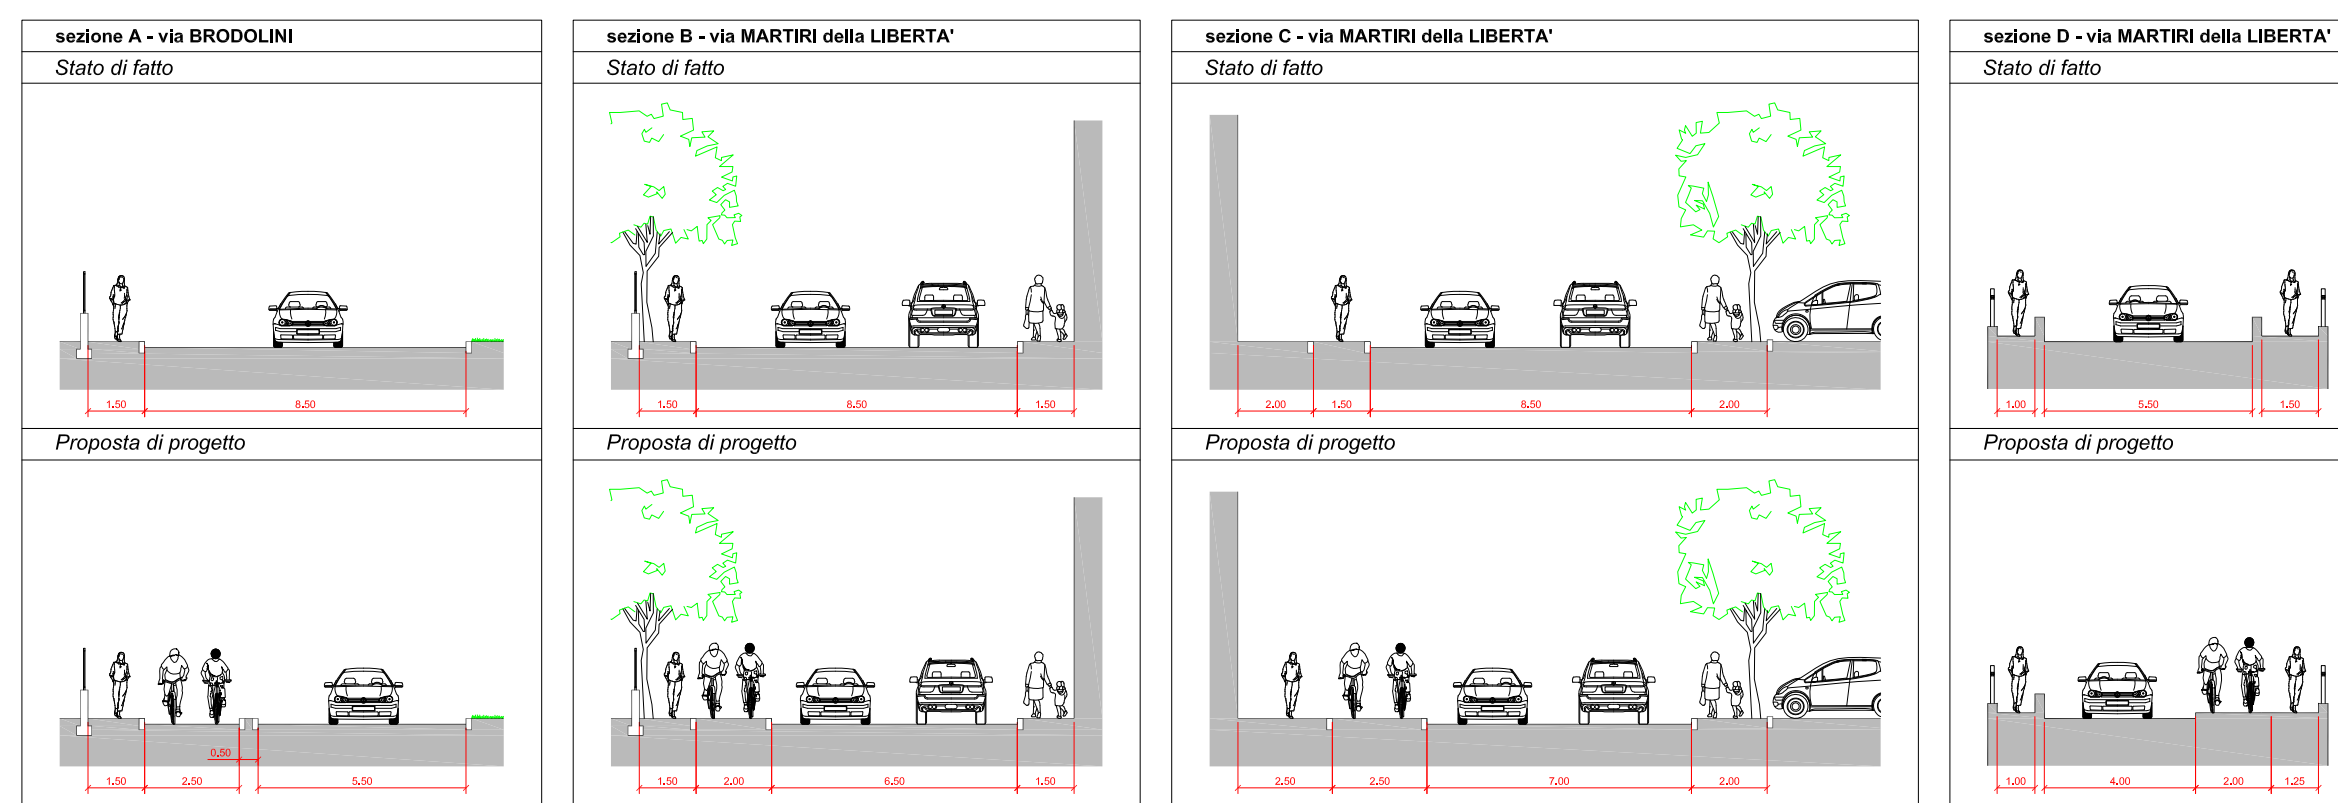 sezione A - via BRODOLINI
Stato di fatto
1.50
8.50
Proposta di progetto
0.50
1.50
2.50
5.50
sezione B - via MARTIRI della LIBERTA'
Stato di fatto
1.50
8.50
1.50
Proposta di progetto
1.50
2.00
6.50
1.50
sezione C - via MARTIRI della LIBERTA'
Stato di fatto
2.00
1.50
8.50
2.00
Proposta di progetto
2.50
2.50
7.00
2.00
sezione D - via MARTIRI della LIBERTA'
Stato di fatto
1.00
5.50
1.50
Proposta di progetto
1.00
4.00
2.00
1.25